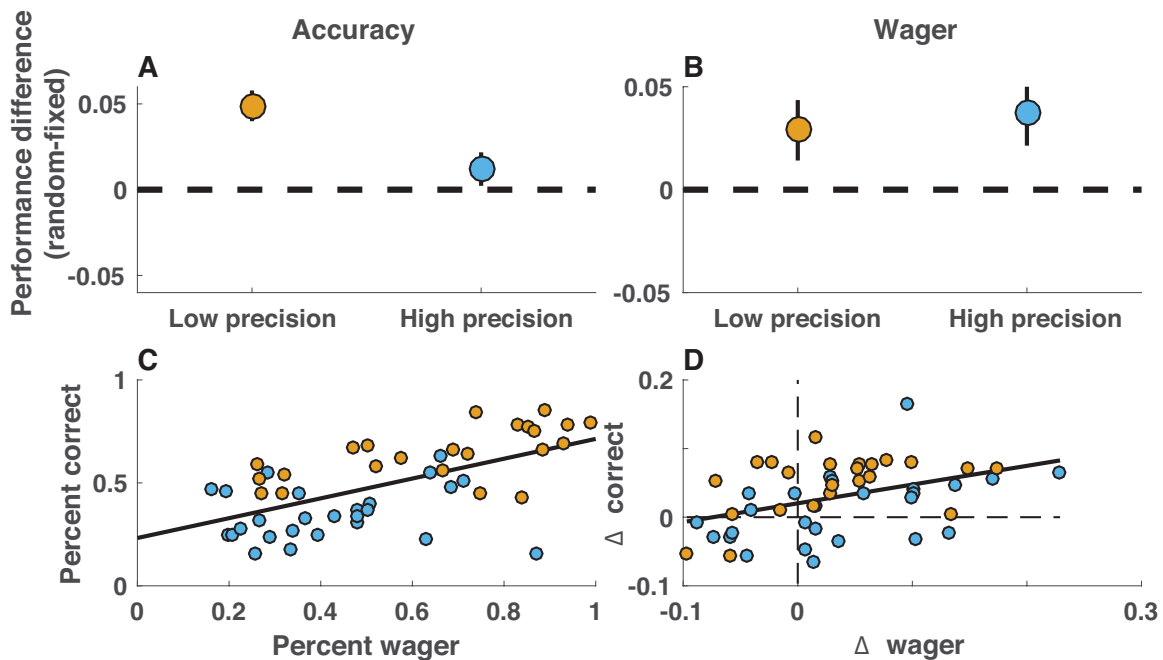 Accuracy
Wager
Performance difference
(random-fixed)
A
0.05
0
-0.05
Low precision
High precision
B
0.05
0
-0.05
Low precision
High precision
C
Percent correct
1
0.5
0
0
0.2
0.4
0.6
0.8
1
Percent wager
D
Δ correct
0.2
0
-0.1
-0.1
0
0.3
Δ wager